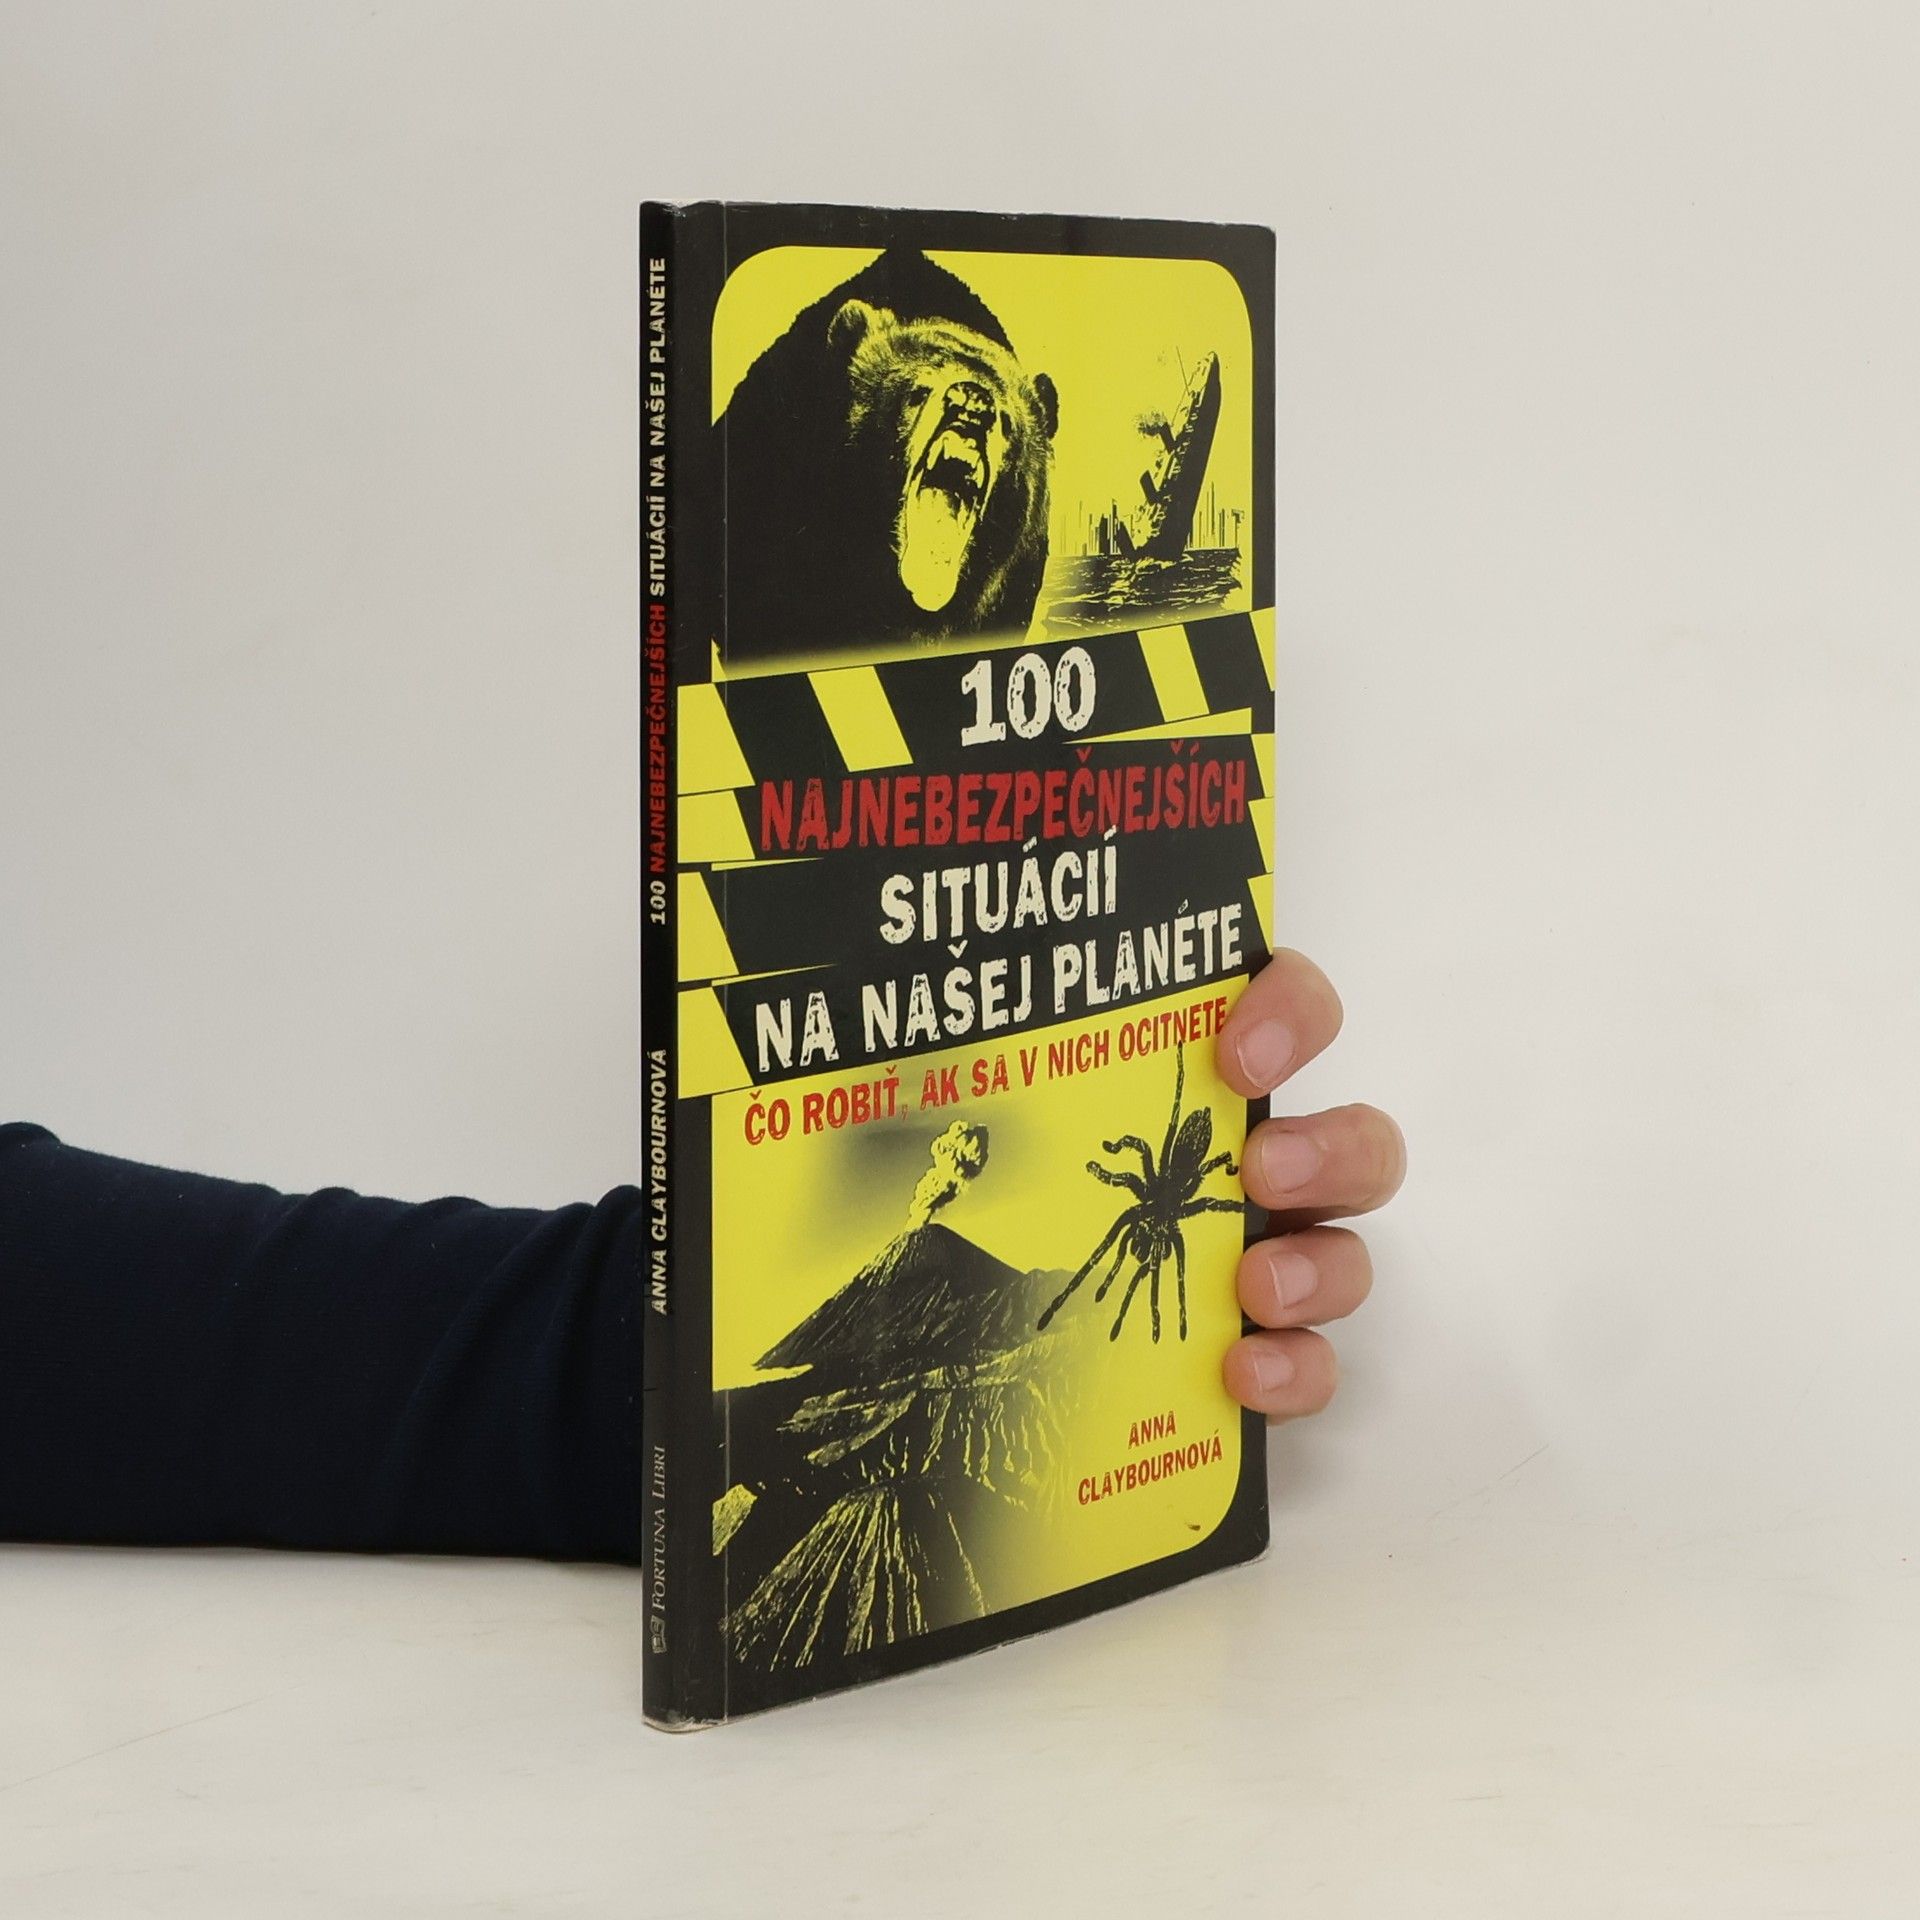 100 NAJNEBEZPEČNEJŠÍCH SITUÁCIÍ NA NAŠEJ PLANÉTE
ANNA CLAYBOURNOVÁ
FORTUNA LIBRI
100
NAJNEBEZPEČNEJŠÍCH
SITUÁCIÍ
NA NAŠEJ PLANÉTE
ČO ROBIŤ, AK SA V NICH OCITNETE
ANNA
CLAYBOURNOVÁ